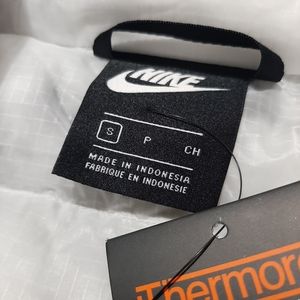 NIKE
S P CH
MADE IN INDONESIA
FABRIQUE EN INDONESIE
Thermore